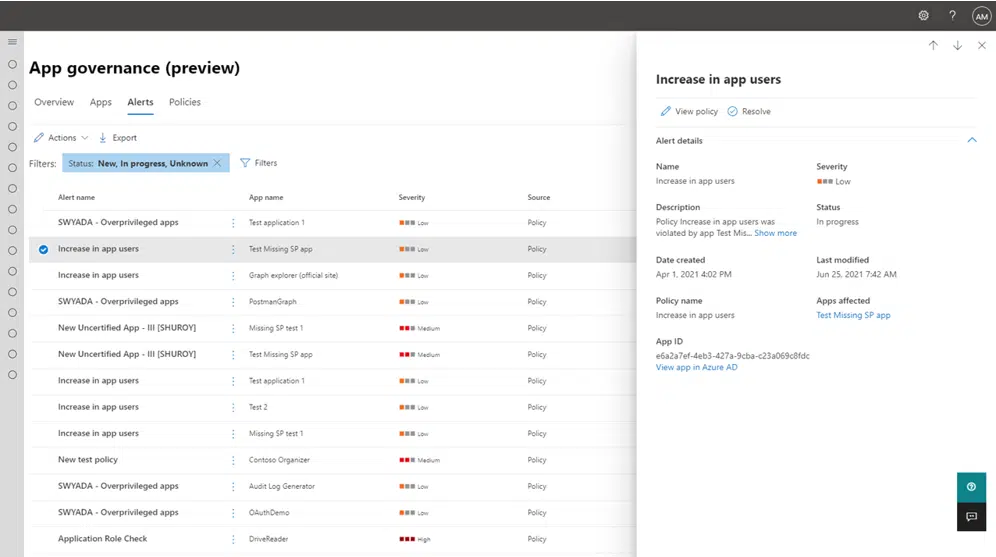 AM
App governance (preview)
Overview Apps Alerts Policies
Actions Export
Filters: Status: New, In progress, Unknown Filters
Alert name App name Severity Source
SWYADA - Overprivileged apps Test application 1 Low Policy
Increase in app users Test Missing SP app Low Policy
Increase in app users Graph explorer (official site) Low Policy
SWYADA - Overprivileged apps PostmanGraph Low Policy
New Uncertified App - III [SHUROY] Missing SP test 1 Medium Policy
New Uncertified App - III [SHUROY] Test Missing SP app Medium Policy
Increase in app users Test application 1 Low Policy
Increase in app users Test 2 Low Policy
Increase in app users Missing SP test 1 Low Policy
New test policy Contoso Organizer Medium Policy
SWYADA - Overprivileged apps Audit Log Generator Low Policy
SWYADA - Overprivileged apps OAuthDemo Low Policy
Application Role Check DriveReader High Policy
Increase in app users
View policy Resolve
Alert details
Name Severity
Increase in app users Low
Description Status
Policy Increase in app users was In progress
violated by app Test Mis... Show more
Date created Last modified
Apr 1, 2021 4:02 PM Jun 25, 2021 7:42 AM
Policy name Apps affected
Increase in app users Test Missing SP app
App ID
e6a2a7ef-4eb3-427a-9cba-c23a069c8fdc
View app in Azure AD